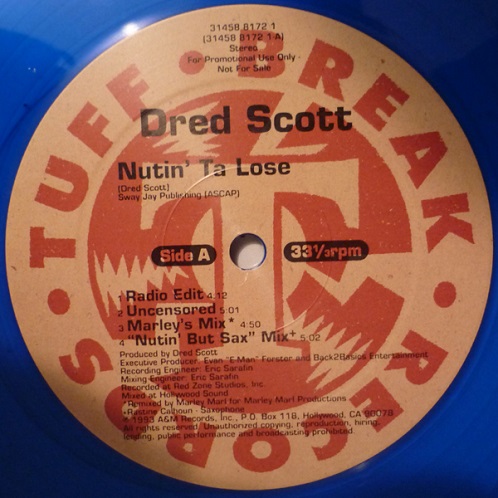 31458 8172 1
(31458 8172 1 A)
Stereo
For Promotional Use Only -
Not For Sale
TUFF · BREAK · RECORDS
Dred Scott
Nutin' Ta Lose
(Dred Scott)
Sway Jay Publishing (ASCAP)
Side A
33 1/3rpm
1 Radio Edit 4:12
2 Uncensored 5:01
3 Marley's Mix* 4:50
4 "Nutin' But Sax" Mix+ 5:02
Produced by Dred Scott
Executive Producer: Evan "E Man" Forster and Back2Basics Entertainment
Recording Engineer: Eric Sarafin
Mixing Engineer: Eric Sarafin
Recorded at Red Zone Studios, Inc.
Mixed at Hollywood Sound
*Remixed by Marley Marl for Marley Marl Productions
+Rastine Calhoun - Saxophone
© 1993 A&M Records, Inc., P.O. Box 118, Hollywood, CA 90078
All rights reserved. Unauthorized copying, reproduction, hiring,
lending, public performance and broadcasting prohibited.